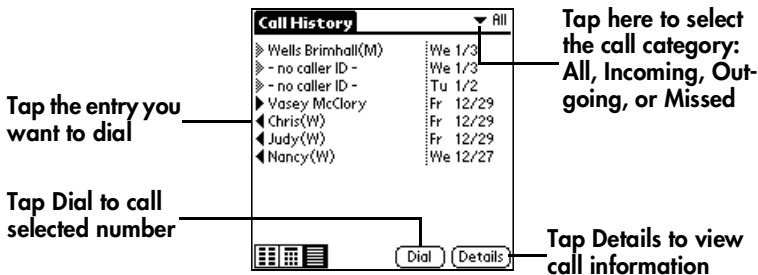 Call History
All
Wells Brimhall(M) We 1/3
- no caller ID - We 1/3
- no caller ID - Tu 1/2
Vasey McClory Fr 12/29
Chris(W) Fr 12/29
Judy(W) Fr 12/29
Nancy(W) We 12/27
Dial
Details
Tap here to select
the call category:
All, Incoming, Out-
going, or Missed
Tap the entry you
want to dial
Tap Dial to call
selected number
Tap Details to view
call information